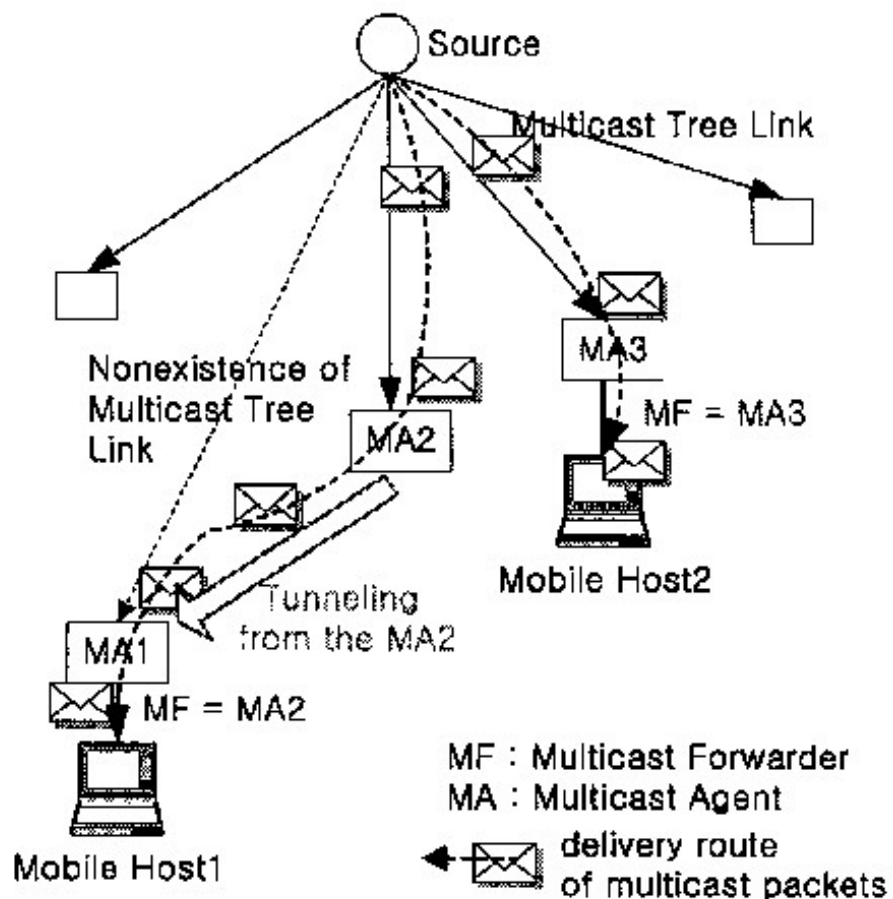 Source
Multicast Tree Link
Nonexistence of
Multicast Tree
Link
MA3
MF = MA3
MA2
Mobile Host2
Tunneling
from the MA2
MA1
MF = MA2
Mobile Host1
MF : Multicast Forwarder
MA : Multicast Agent
delivery route
of multicast packets